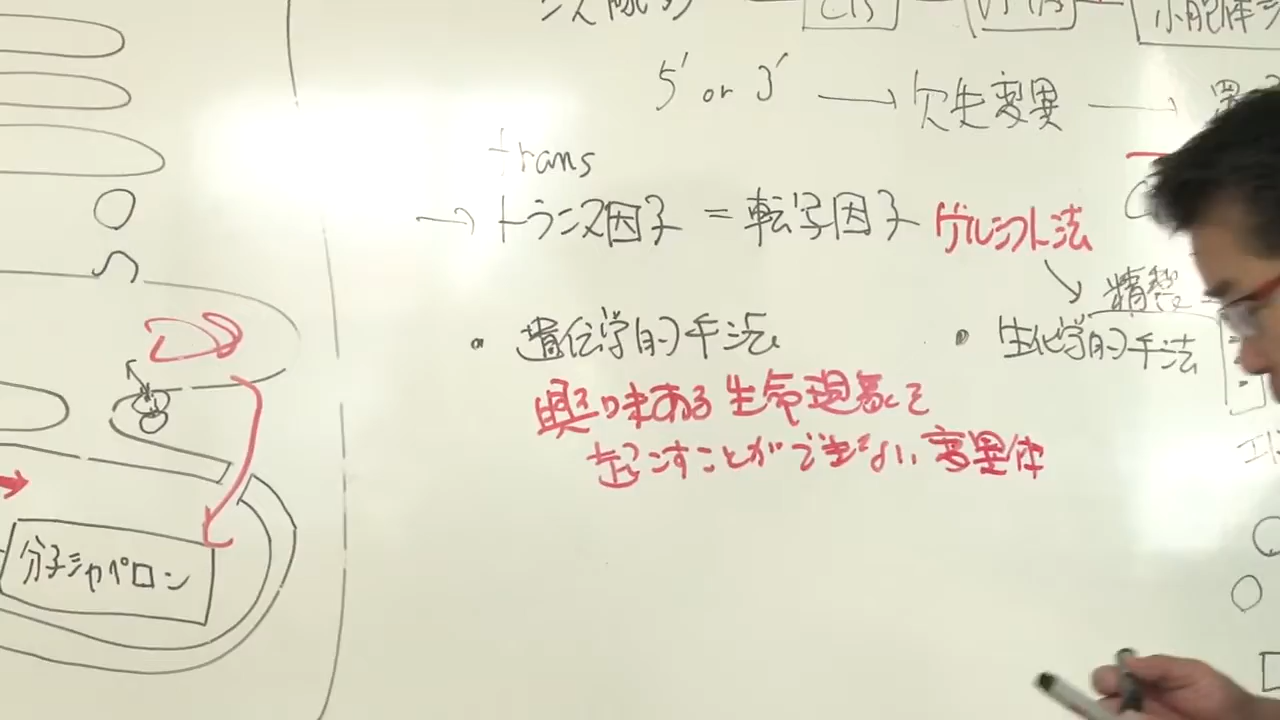 5' or 3' → 欠失変異 →
trans
→ トランス因子 = 転写因子 ゲルシフト法
精製
・遺伝学的手法
・生化学的手法
興味ある生命現象を
起こすことができない変異体
分子シャペロン